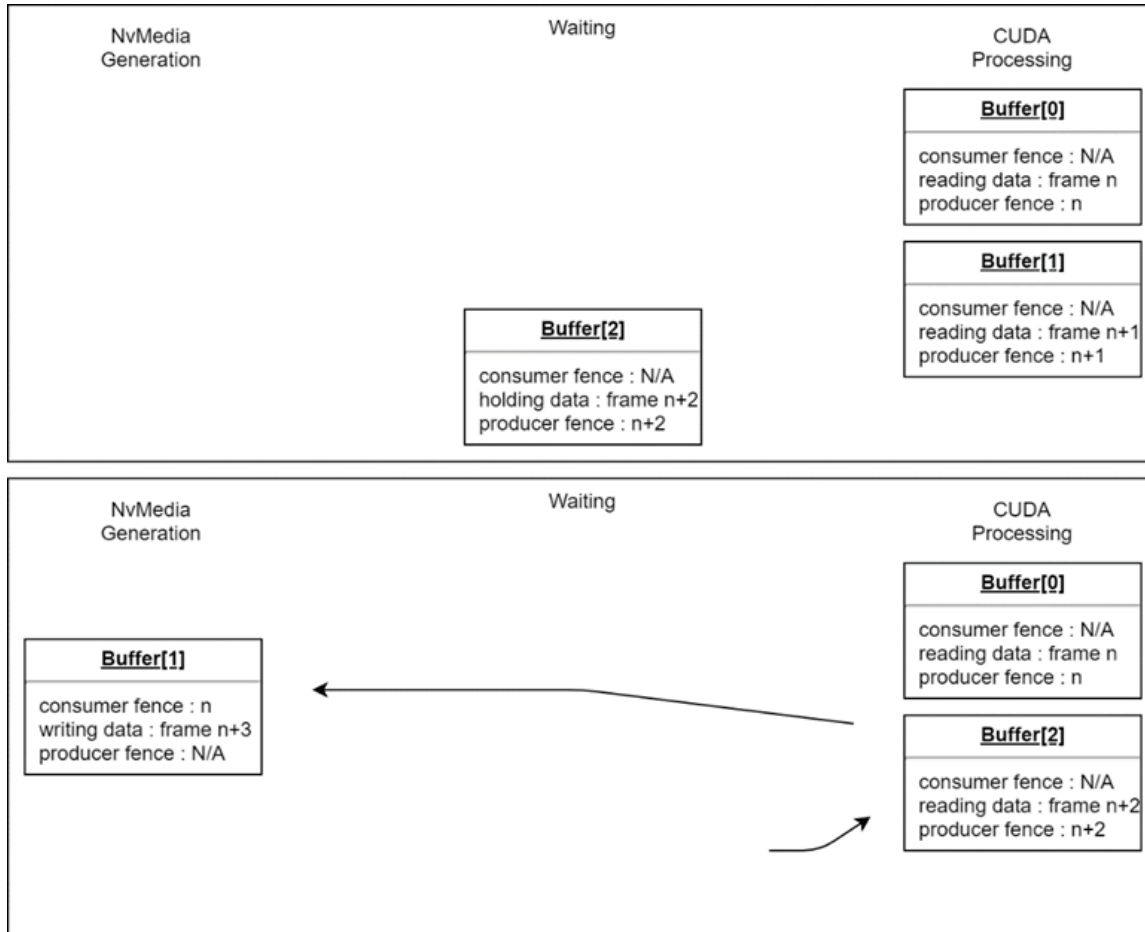 NvMedia
Generation
Waiting
CUDA
Processing
Buffer[0]
consumer fence : N/A
reading data : frame n
producer fence : n
Buffer[1]
consumer fence : N/A
reading data : frame n+1
producer fence : n+1
Buffer[2]
consumer fence : N/A
holding data : frame n+2
producer fence : n+2
NvMedia
Generation
Waiting
CUDA
Processing
Buffer[0]
consumer fence : N/A
reading data : frame n
producer fence : n
Buffer[1]
consumer fence : n
writing data : frame n+3
producer fence : N/A
Buffer[2]
consumer fence : N/A
reading data : frame n+2
producer fence : n+2